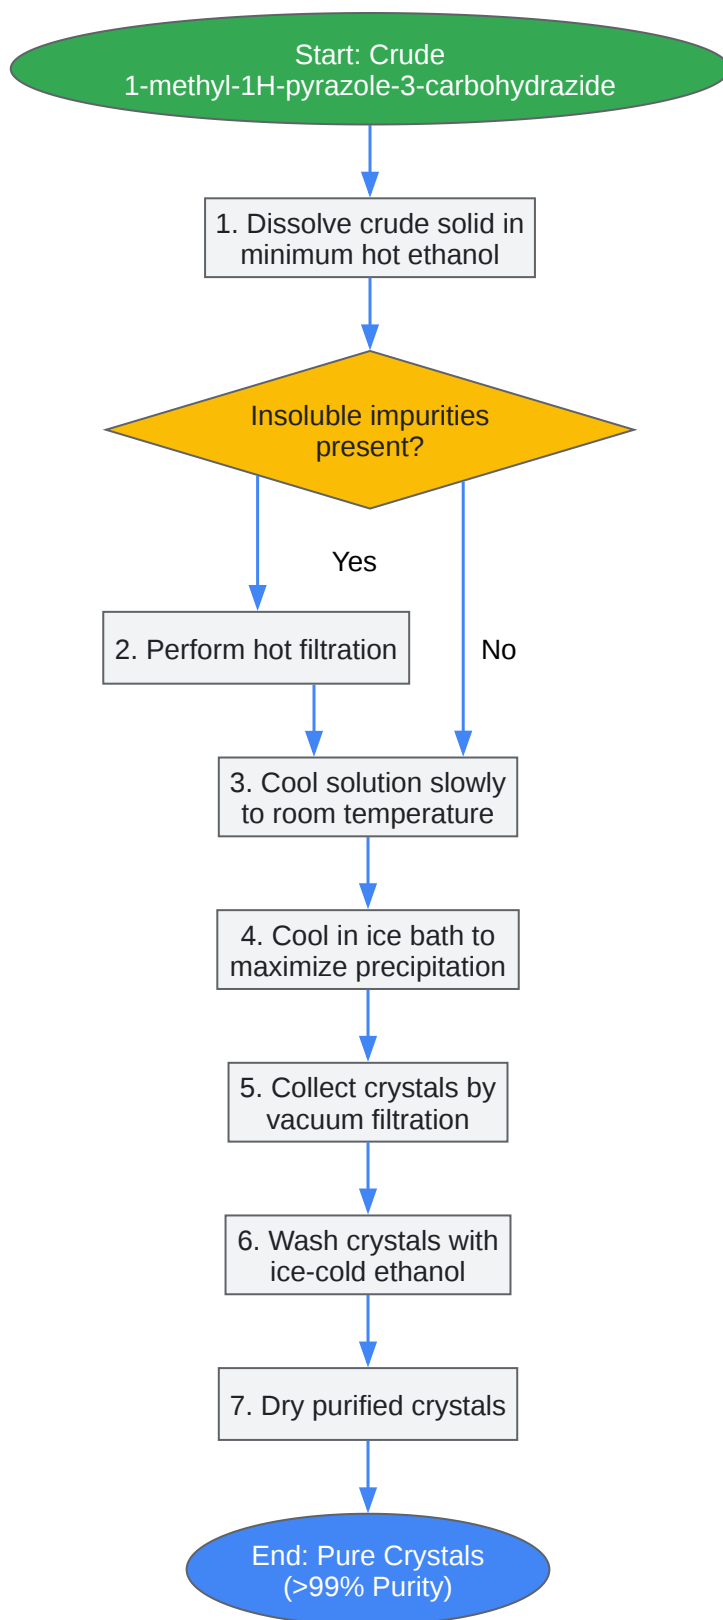 Start: Crude
1-methyl-1H-pyrazole-3-carbohydrazide
1. Dissolve crude solid in
minimum hot ethanol
Insoluble impurities
present?
Yes
2. Perform hot filtration
No
3. Cool solution slowly
to room temperature
4. Cool in ice bath to
maximize precipitation
5. Collect crystals by
vacuum filtration
6. Wash crystals with
ice-cold ethanol
7. Dry purified crystals
End: Pure Crystals
(>99% Purity)